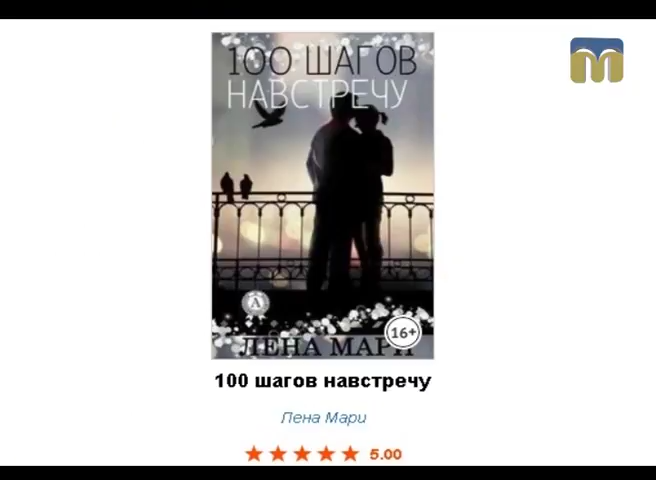 100 ШАГОВ
НАВСТРЕЧУ
А
16+
ЛЕНА МАРИ
100 шагов навстречу
Лена Мари
5.00